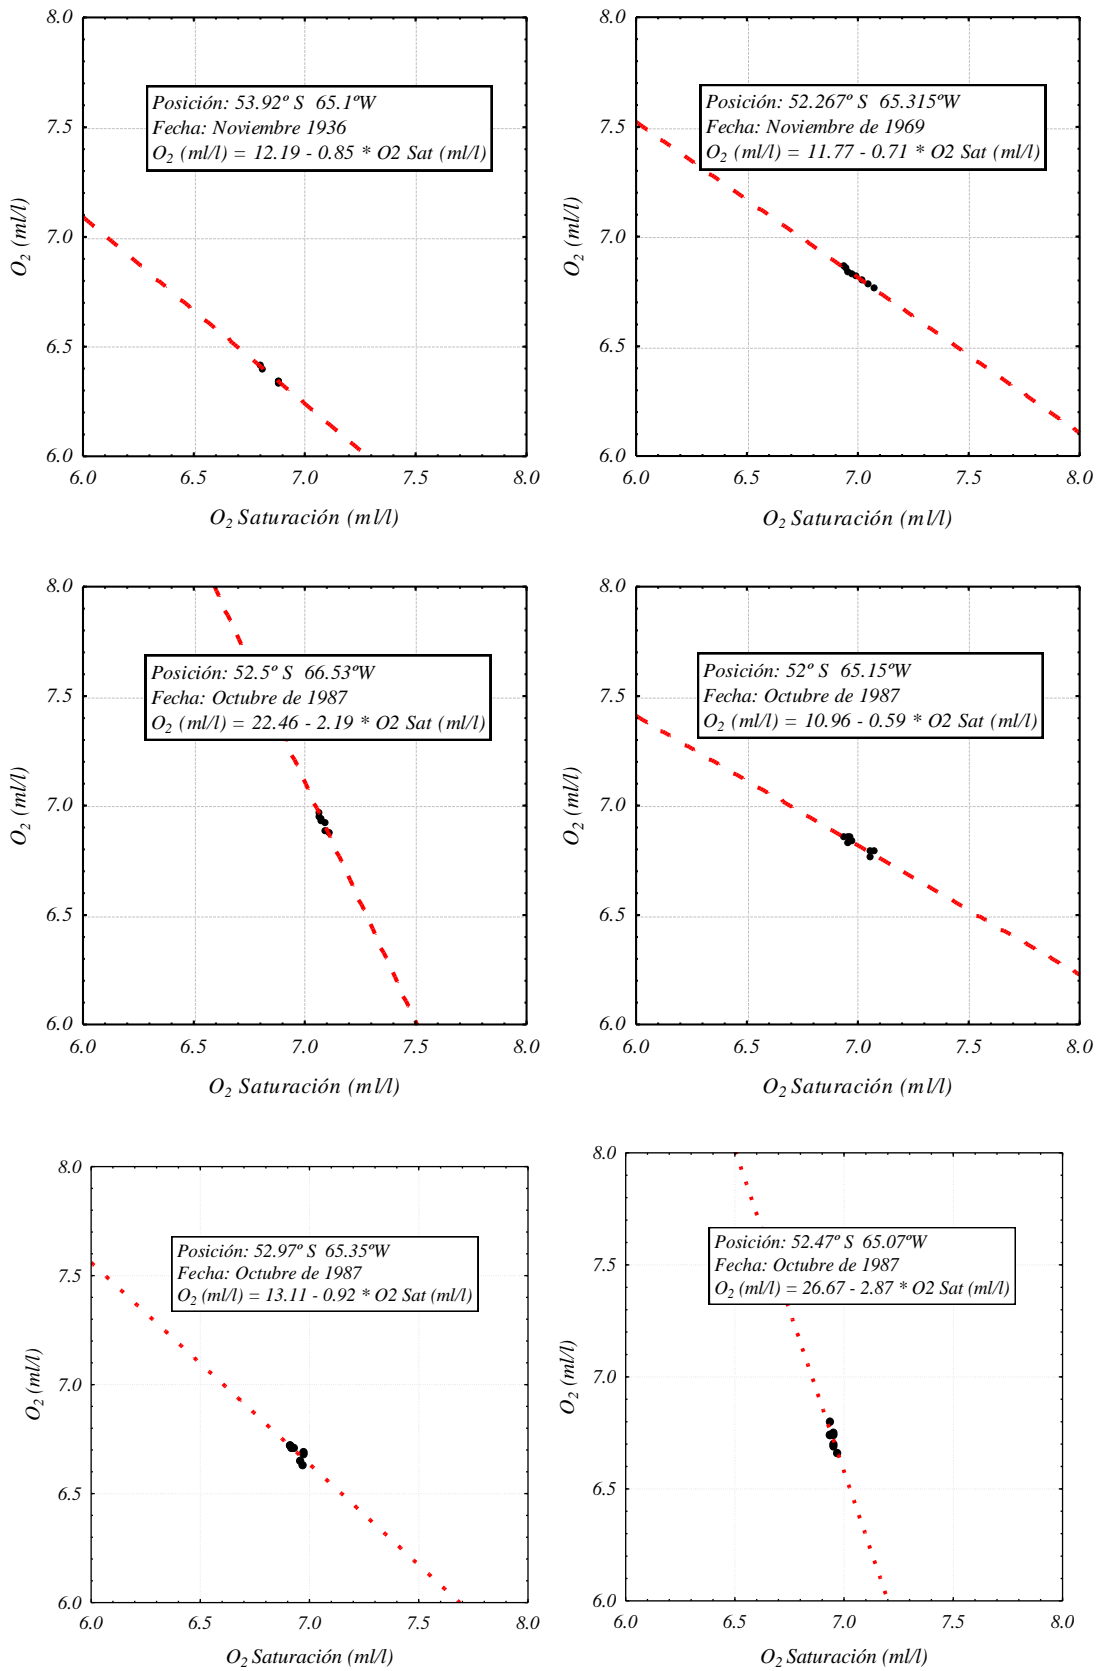 8.0
7.5
7.0
6.5
6.0
O2 (ml/l)
Posición: 53.92º S 65.1ºW
Fecha: Noviembre 1936
O2 (ml/l) = 12.19 - 0.85 * O2 Sat (ml/l)
6.0 6.5 7.0 7.5 8.0
O2 Saturación (ml/l)
8.0
7.5
7.0
6.5
6.0
O2 (ml/l)
Posición: 52.267º S 65.315ºW
Fecha: Noviembre de 1969
O2 (ml/l) = 11.77 - 0.71 * O2 Sat (ml/l)
6.0 6.5 7.0 7.5 8.0
O2 Saturación (ml/l)
8.0
7.5
7.0
6.5
6.0
O2 (ml/l)
Posición: 52.5º S 66.53ºW
Fecha: Octubre de 1987
O2 (ml/l) = 22.46 - 2.19 * O2 Sat (ml/l)
6.0 6.5 7.0 7.5 8.0
O2 Saturación (ml/l)
8.0
7.5
7.0
6.5
6.0
O2 (ml/l)
Posición: 52º S 65.15ºW
Fecha: Octubre de 1987
O2 (ml/l) = 10.96 - 0.59 * O2 Sat (ml/l)
6.0 6.5 7.0 7.5 8.0
O2 Saturación (ml/l)
8.0
7.5
7.0
6.5
6.0
O2 (ml/l)
Posición: 52.97º S 65.35ºW
Fecha: Octubre de 1987
O2 (ml/l) = 13.11 - 0.92 * O2 Sat (ml/l)
6.0 6.5 7.0 7.5 8.0
O2 Saturación (ml/l)
8.0
7.5
7.0
6.5
6.0
O2 (ml/l)
Posición: 52.47º S 65.07ºW
Fecha: Octubre de 1987
O2 (ml/l) = 26.67 - 2.87 * O2 Sat (ml/l)
6.0 6.5 7.0 7.5 8.0
O2 Saturación (ml/l)